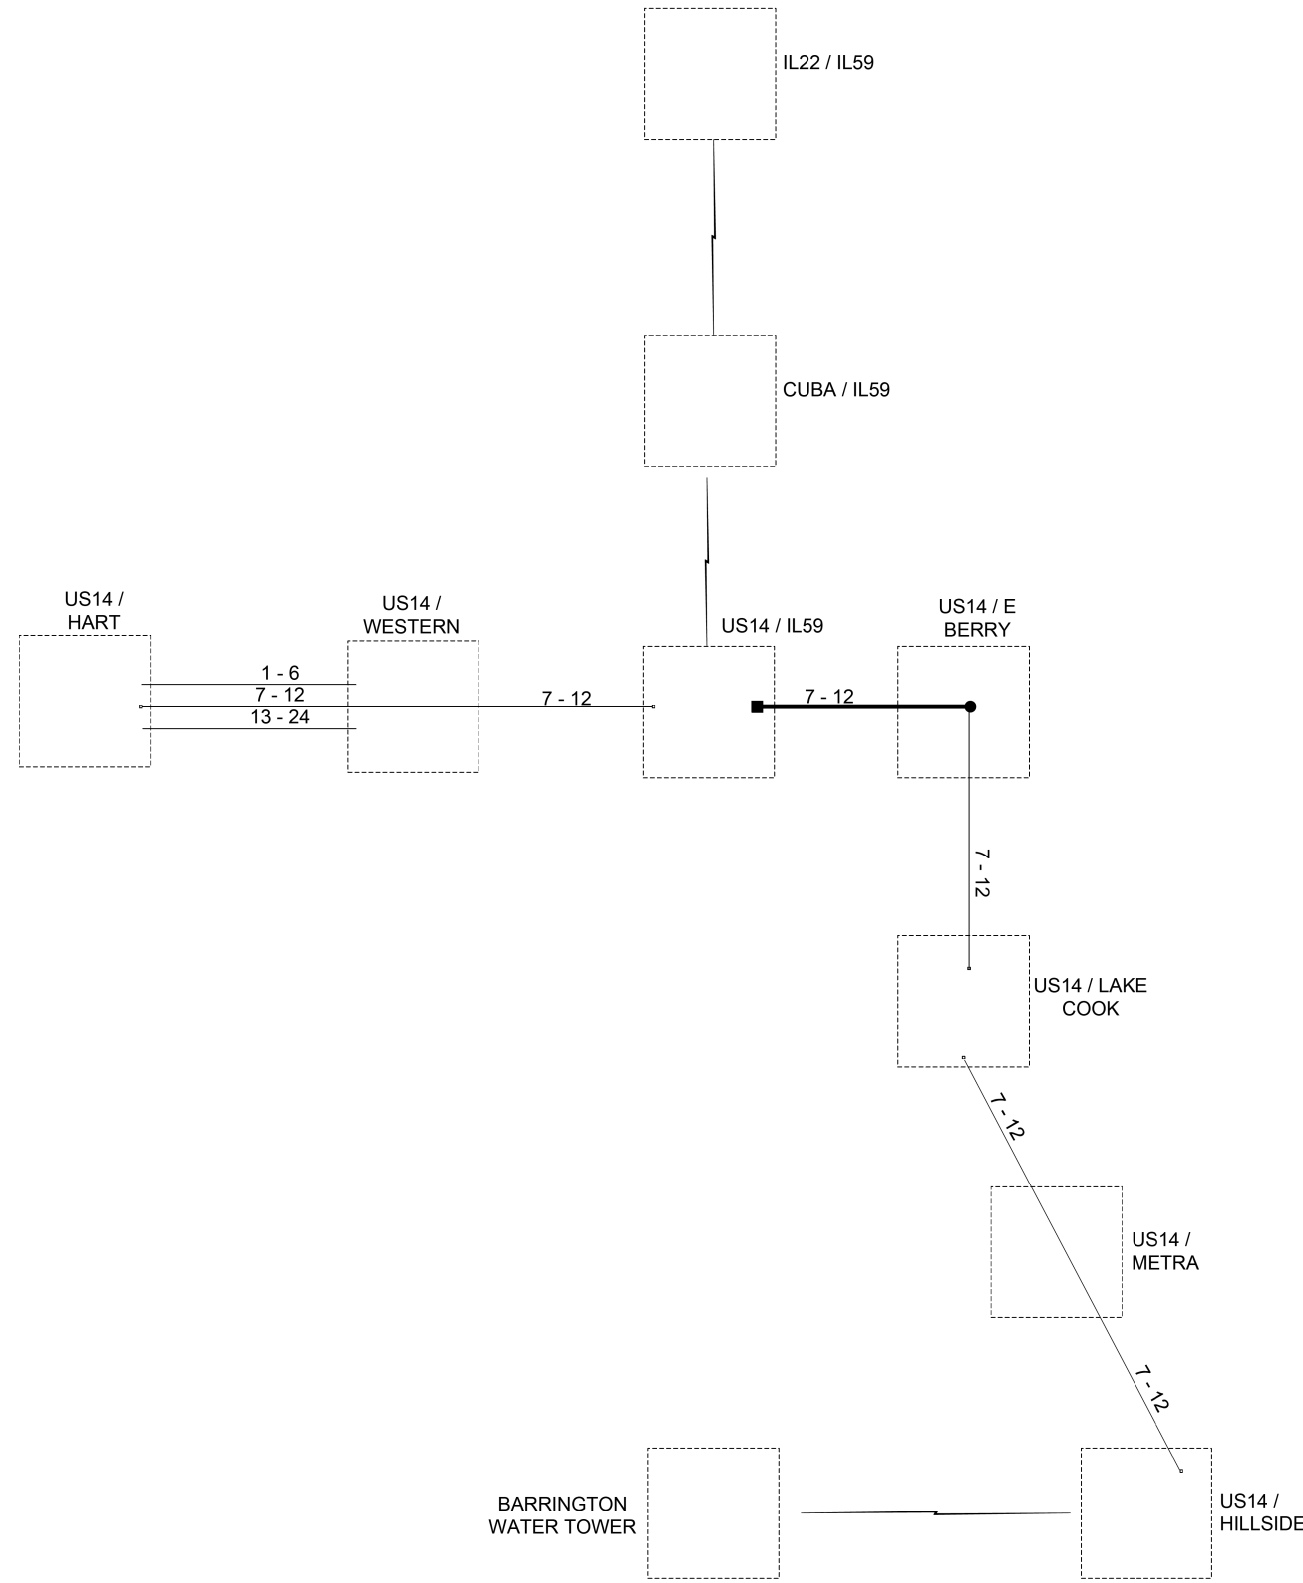 IL22 / IL59
CUBA / IL59
US14 /
HART
US14 /
WESTERN
US14 / IL59
US14 / E
BERRY
1 - 6
7 - 12
13 - 24
7 - 12
7 - 12
7 - 12
US14 / LAKE
COOK
7 - 12
US14 /
METRA
7 - 12
BARRINGTON
WATER TOWER
US14 /
HILLSIDE